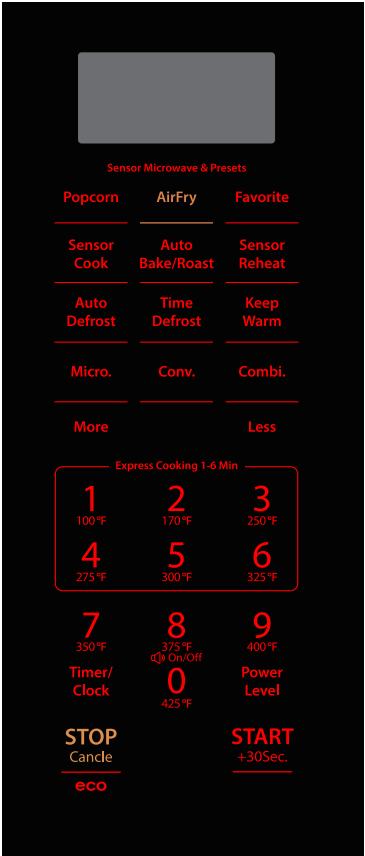 Sensor Microwave & Presets
Popcorn AirFry Favorite
Sensor Auto Sensor
Cook Bake/Roast Reheat
Auto Time Keep
Defrost Defrost Warm
Micro. Conv. Combi.
More Less
Express Cooking 1-6 Min
1 2 3
100°F 170°F 250°F
4 5 6
275°F 300°F 325°F
7 8 9
350°F 375°F 400°F
On/Off
Timer/ 0 Power
Clock Level
425°F
STOP START
Cancle +30Sec.
eco